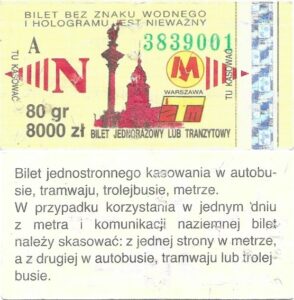 BILET BEZ ZNAKU WODNEGO
I HOLOGRAMU JEST NIEWAŻNY
A
3839001
TU KASOWAĆ
N
M
WARSZAWA
TM
TU KASOWAĆ
80 gr
8000 zł
BILET JEDNORAZOWY LUB TRANZYTOWY
Bilet jednostronnego kasowania w autobu-
sie, tramwaju, trolejbusie, metrze.
W przypadku korzystania w jednym dniu
z metra i komunikacji naziemnej bilet
należy skasować: z jednej strony w metrze,
a z drugiej w autobusie, tramwaju lub trolej-
busie.